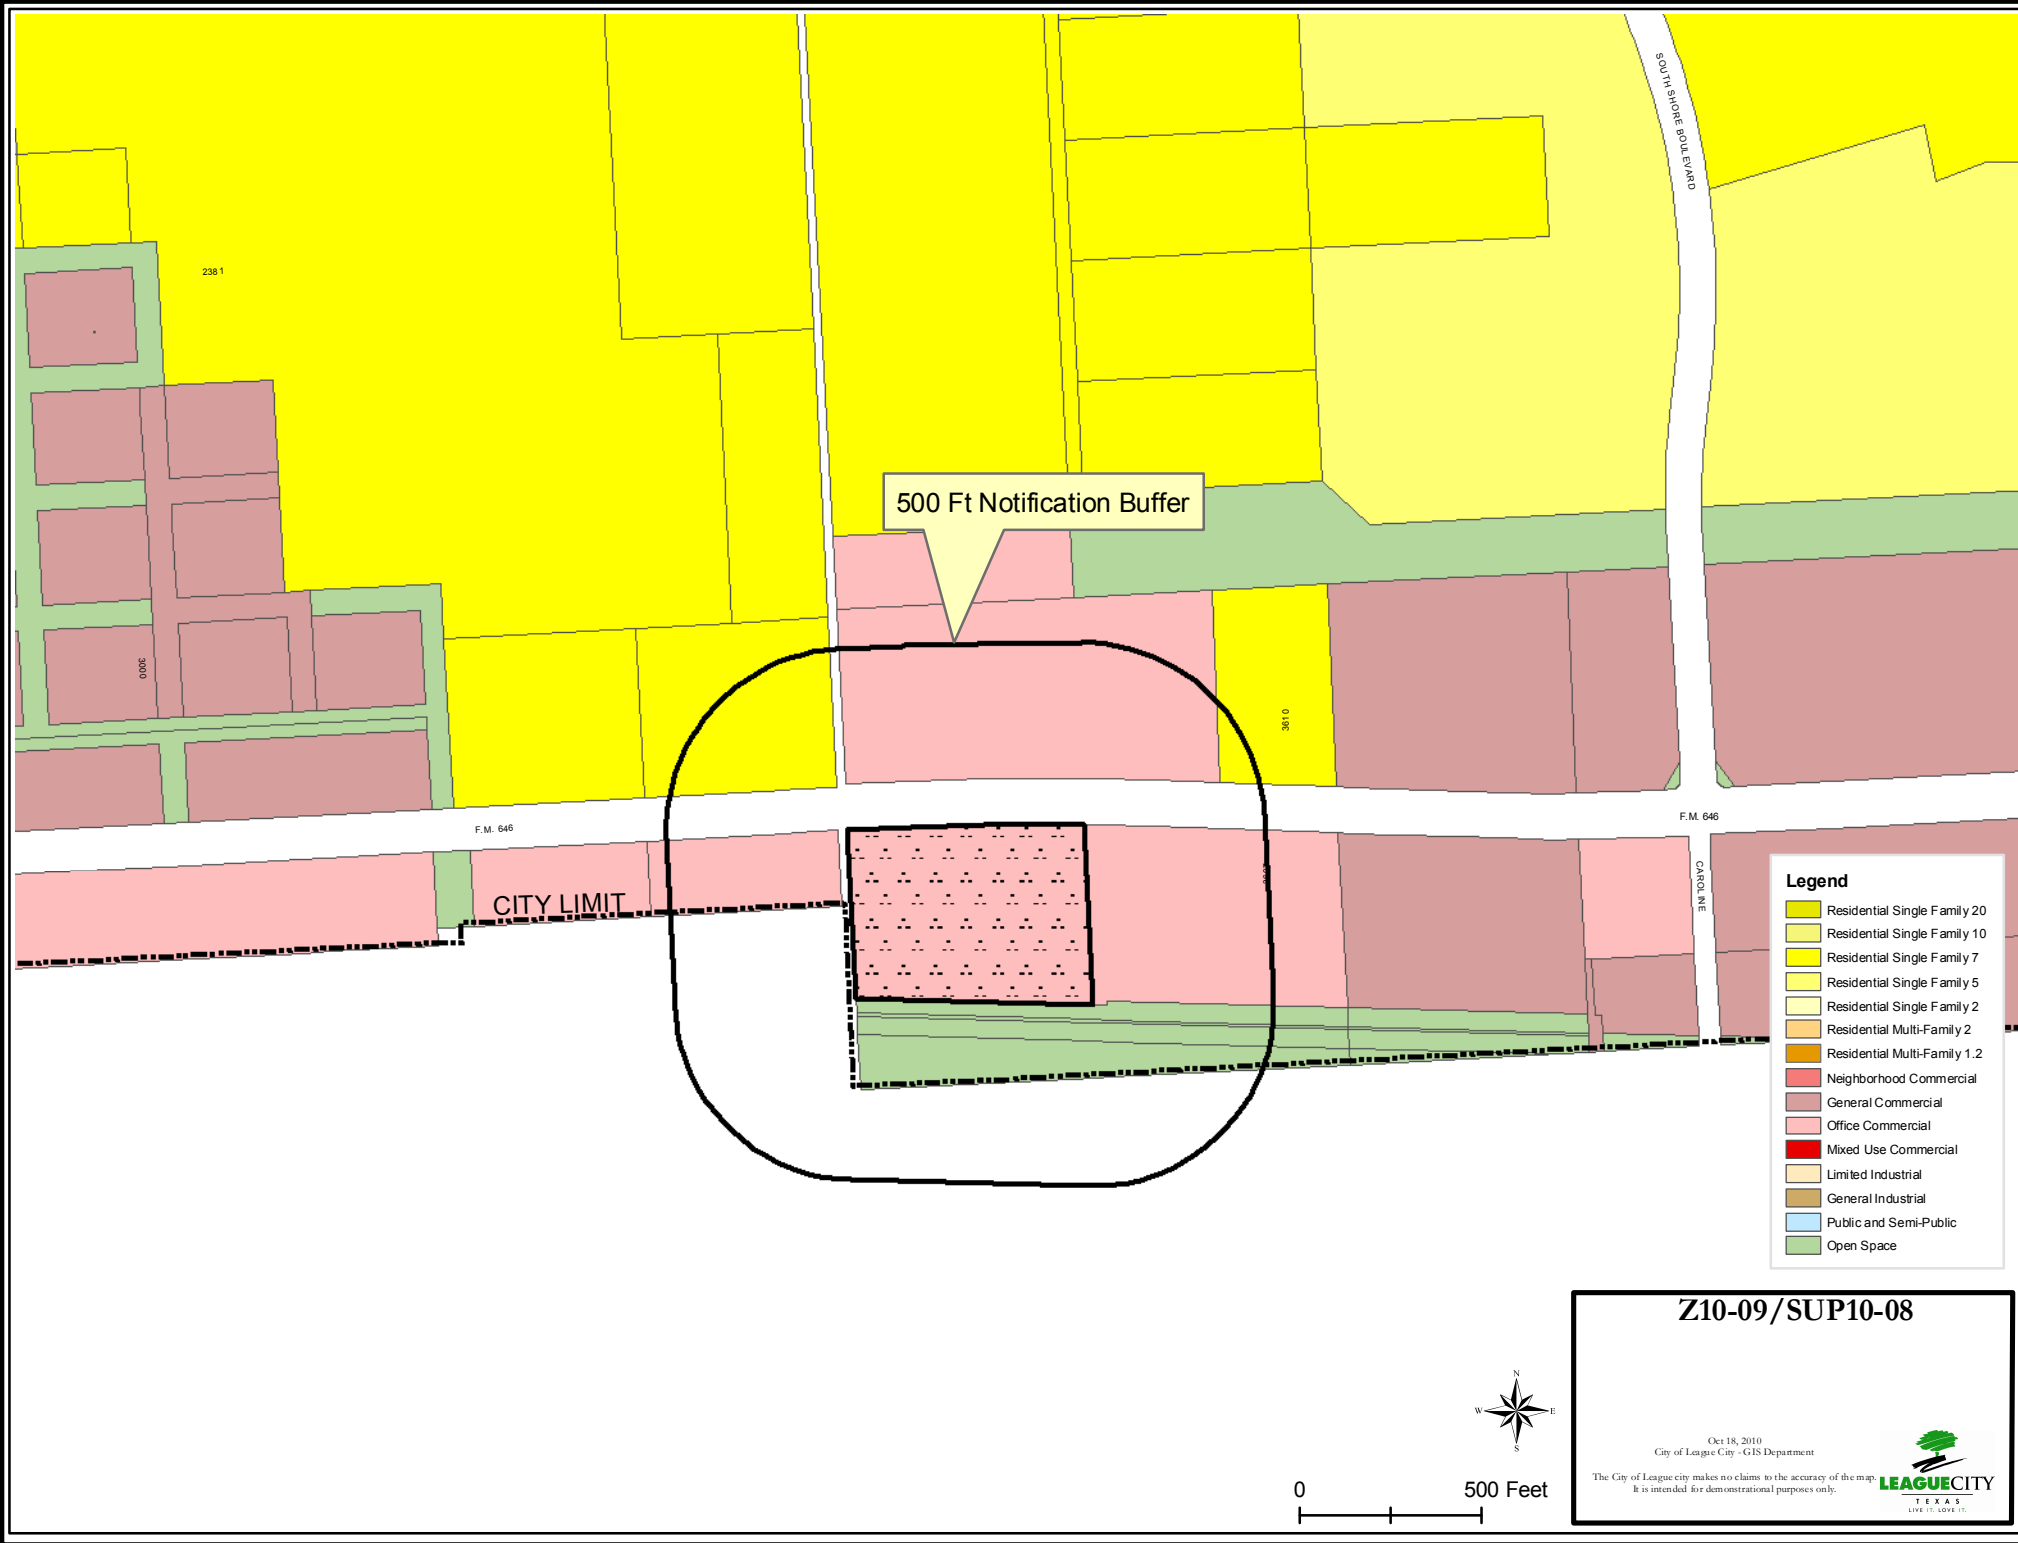 SOUTH SHORE BOULEVARD
2381
500 Ft Notification Buffer
3000
3610
F.M. 646
F.M. 646
CITY LIMIT
CAROLINE
Legend
Residential Single Family 20
Residential Single Family 10
Residential Single Family 7
Residential Single Family 5
Residential Single Family 2
Residential Multi-Family 2
Residential Multi-Family 1.2
Neighborhood Commercial
General Commercial
Office Commercial
Mixed Use Commercial
Limited Industrial
General Industrial
Public and Semi-Public
Open Space
Z10-09/SUP10-08
N
W E
S
Oct 18, 2010
City of League City - GIS Department
The City of League city makes no claims to the accuracy of the map.
It is intended for demonstrational purposes only.
LEAGUECITY
TEXAS
LIVE IT. LOVE IT.
0 500 Feet